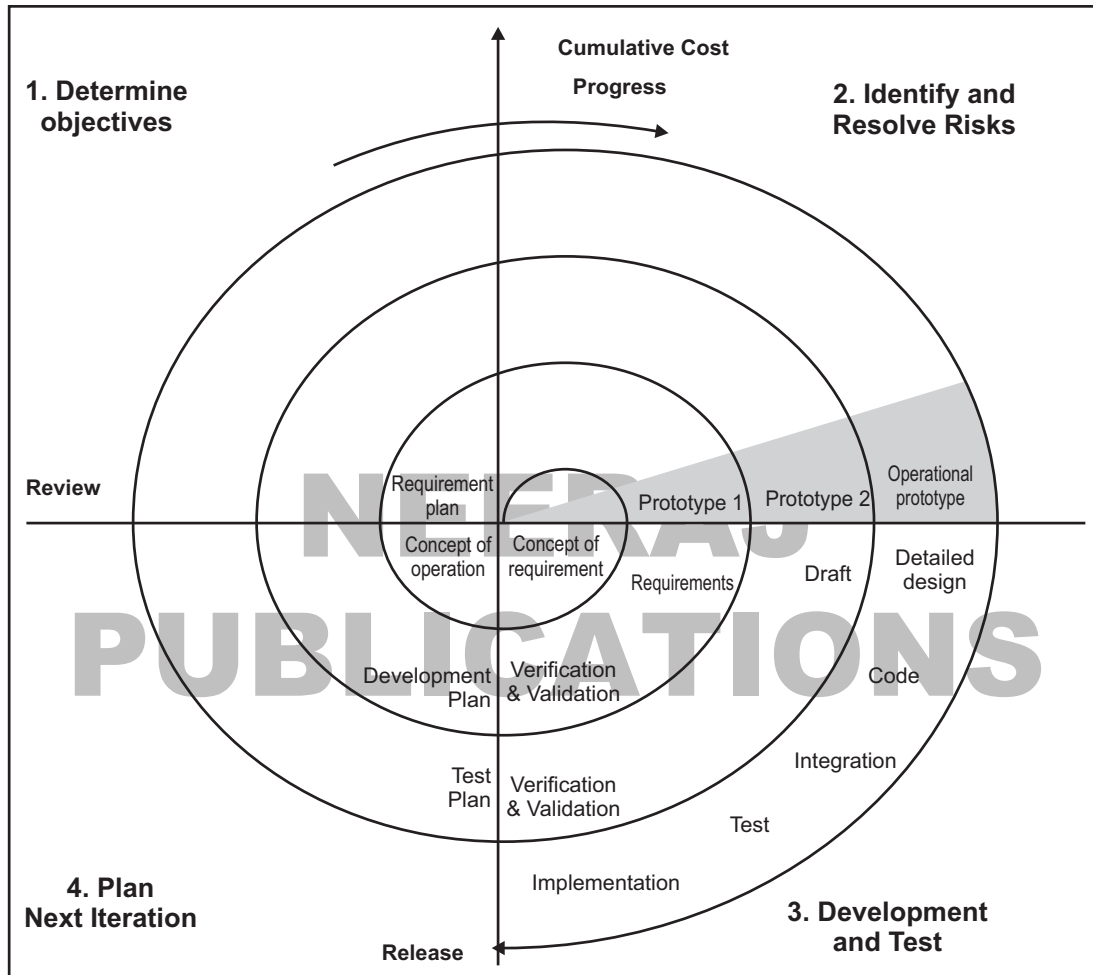 Cumulative Cost
Progress
1. Determine
objectives
2. Identify and
Resolve Risks
Review
Requirement
plan
Prototype 1
Prototype 2
Operational
prototype
NEERAJ
Concept of
operation
Concept of
requirement
Requirements
Draft
Detailed
design
PUBLICATIONS
Development
Plan
Verification
& Validation
Code
Test
Plan
Verification
& Validation
Integration
Test
Implementation
4. Plan
Next Iteration
3. Development
and Test
Release